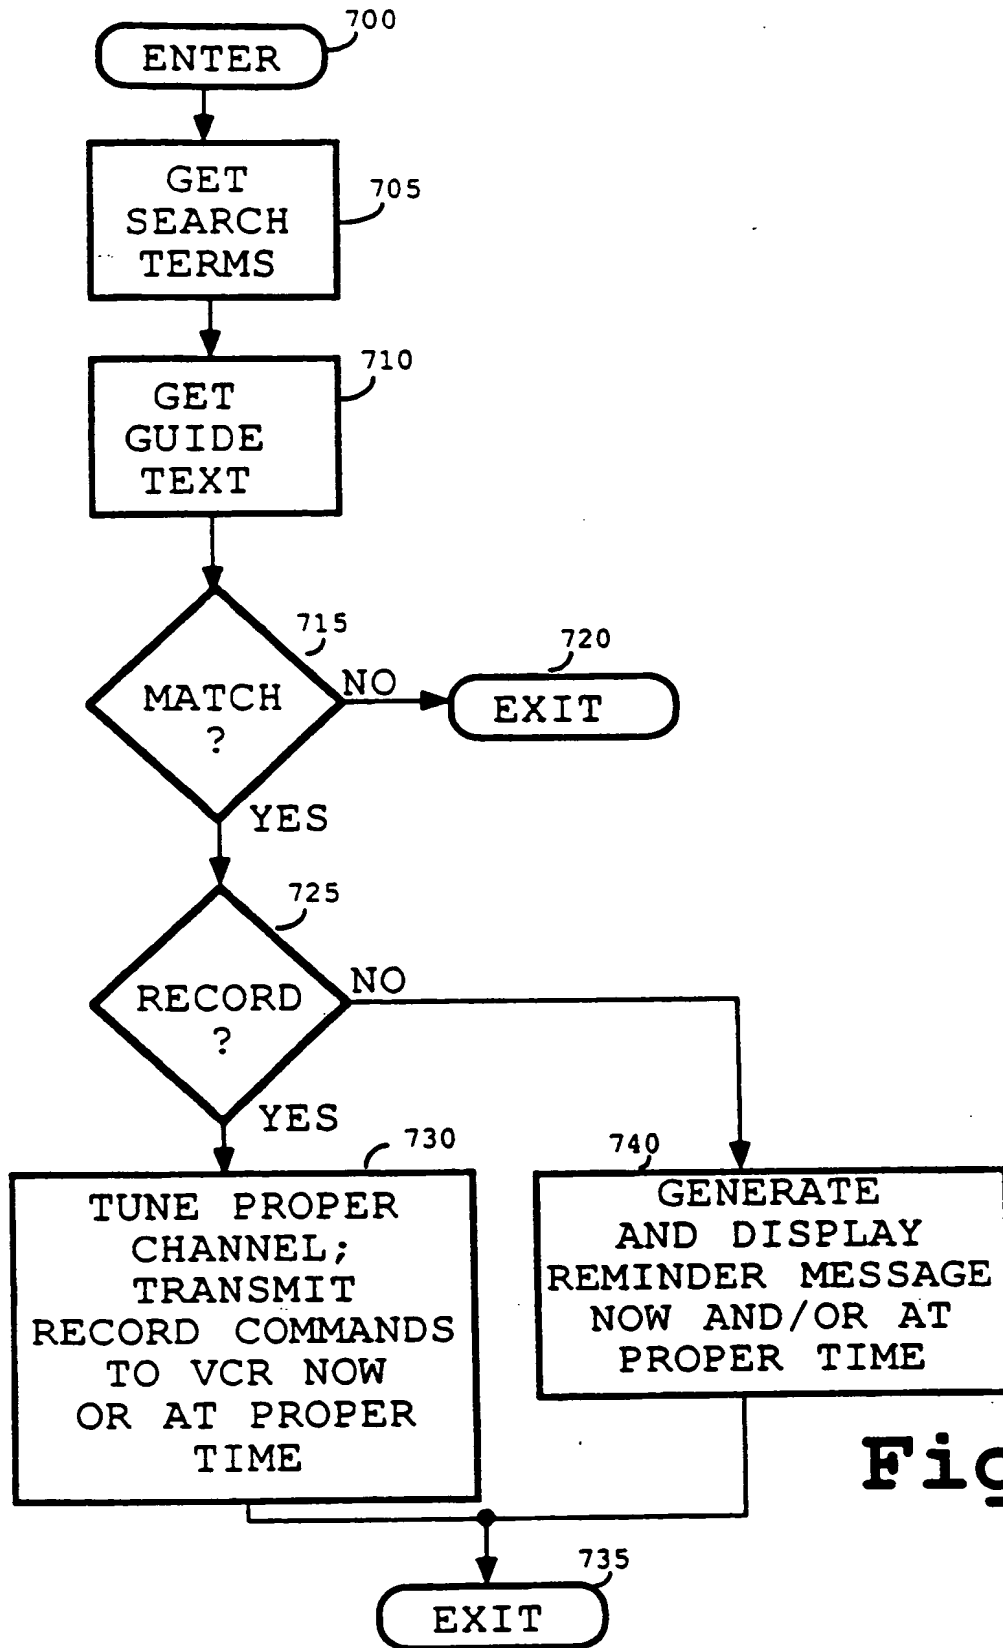 700
ENTER
GET
SEARCH
TERMS
705
710
GET
GUIDE
TEXT
715
MATCH
?
NO
720
EXIT
YES
725
RECORD
?
NO
YES
730
TUNE PROPER
CHANNEL;
TRANSMIT
RECORD COMMANDS
TO VCR NOW
OR AT PROPER
TIME
740
GENERATE
AND DISPLAY
REMINDER MESSAGE
NOW AND/OR AT
PROPER TIME
735
EXIT